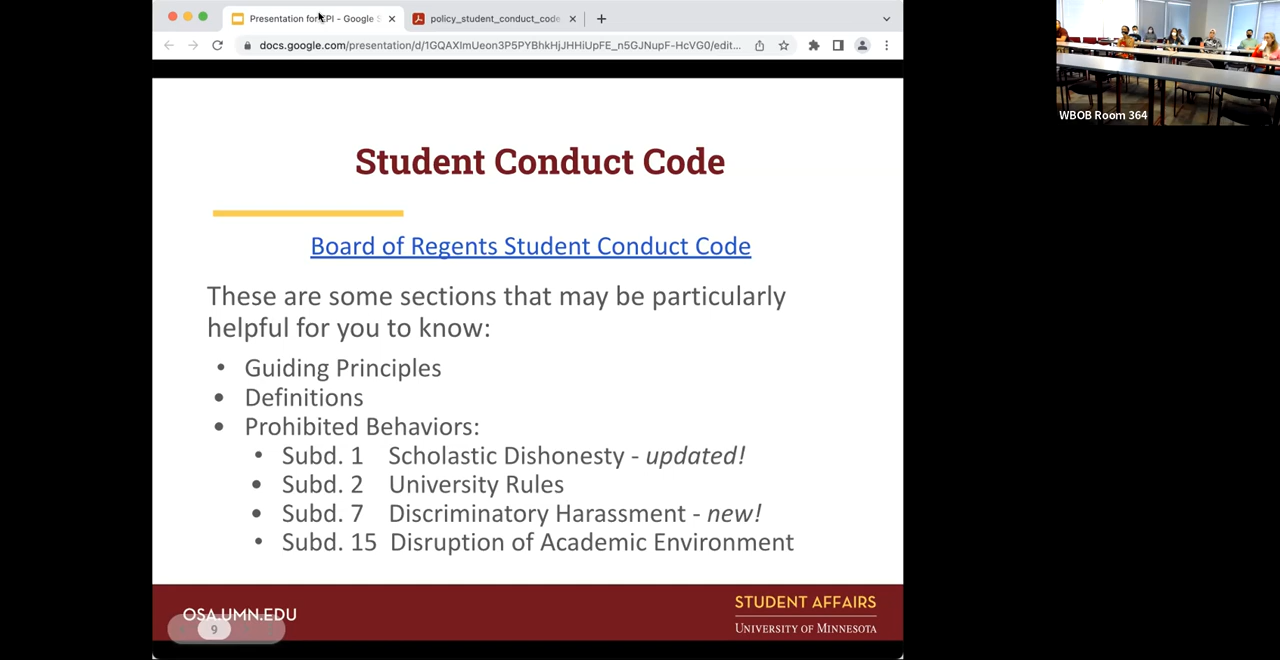 Presentation for EPI - Google S
policy_student_conduct_code
docs.google.com/presentation/d/1GQAXImUeon3P5PYBhkHjJHHiUpFE_n5GJNupF-HcVG0/edit...
WBOB Room 364
Student Conduct Code
Board of Regents Student Conduct Code
These are some sections that may be particularly
helpful for you to know:
• Guiding Principles
• Definitions
• Prohibited Behaviors:
• Subd. 1 Scholastic Dishonesty - updated!
• Subd. 2 University Rules
• Subd. 7 Discriminatory Harassment - new!
• Subd. 15 Disruption of Academic Environment
OSA.UMN.EDU
9
STUDENT AFFAIRS
UNIVERSITY OF MINNESOTA